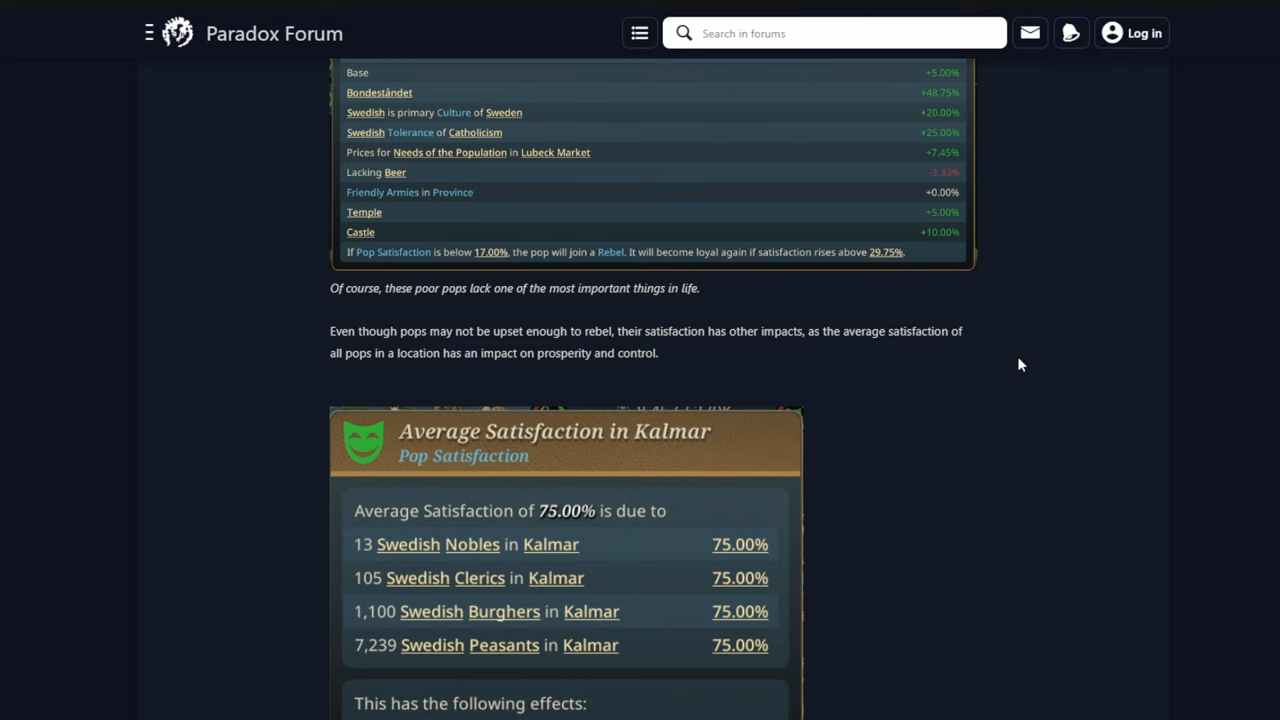 Paradox Forum
Search in forums
Log in
Base +5.00%
Bondeståndet +48.75%
Swedish is primary Culture of Sweden +20.00%
Swedish Tolerance of Catholicism +25.00%
Prices for Needs of the Population in Lubeck Market +7.45%
Lacking Beer -3.33%
Friendly Armies in Province +0.00%
Temple +5.00%
Castle +10.00%
If Pop Satisfaction is below 17.00%, the pop will join a Rebel. It will become loyal again if satisfaction rises above 29.75%.
Of course, these poor pops lack one of the most important things in life.
Even though pops may not be upset enough to rebel, their satisfaction has other impacts, as the average satisfaction of
all pops in a location has an impact on prosperity and control.
Average Satisfaction in Kalmar
Pop Satisfaction
Average Satisfaction of 75.00% is due to
13 Swedish Nobles in Kalmar 75.00%
105 Swedish Clerics in Kalmar 75.00%
1,100 Swedish Burghers in Kalmar 75.00%
7,239 Swedish Peasants in Kalmar 75.00%
This has the following effects: